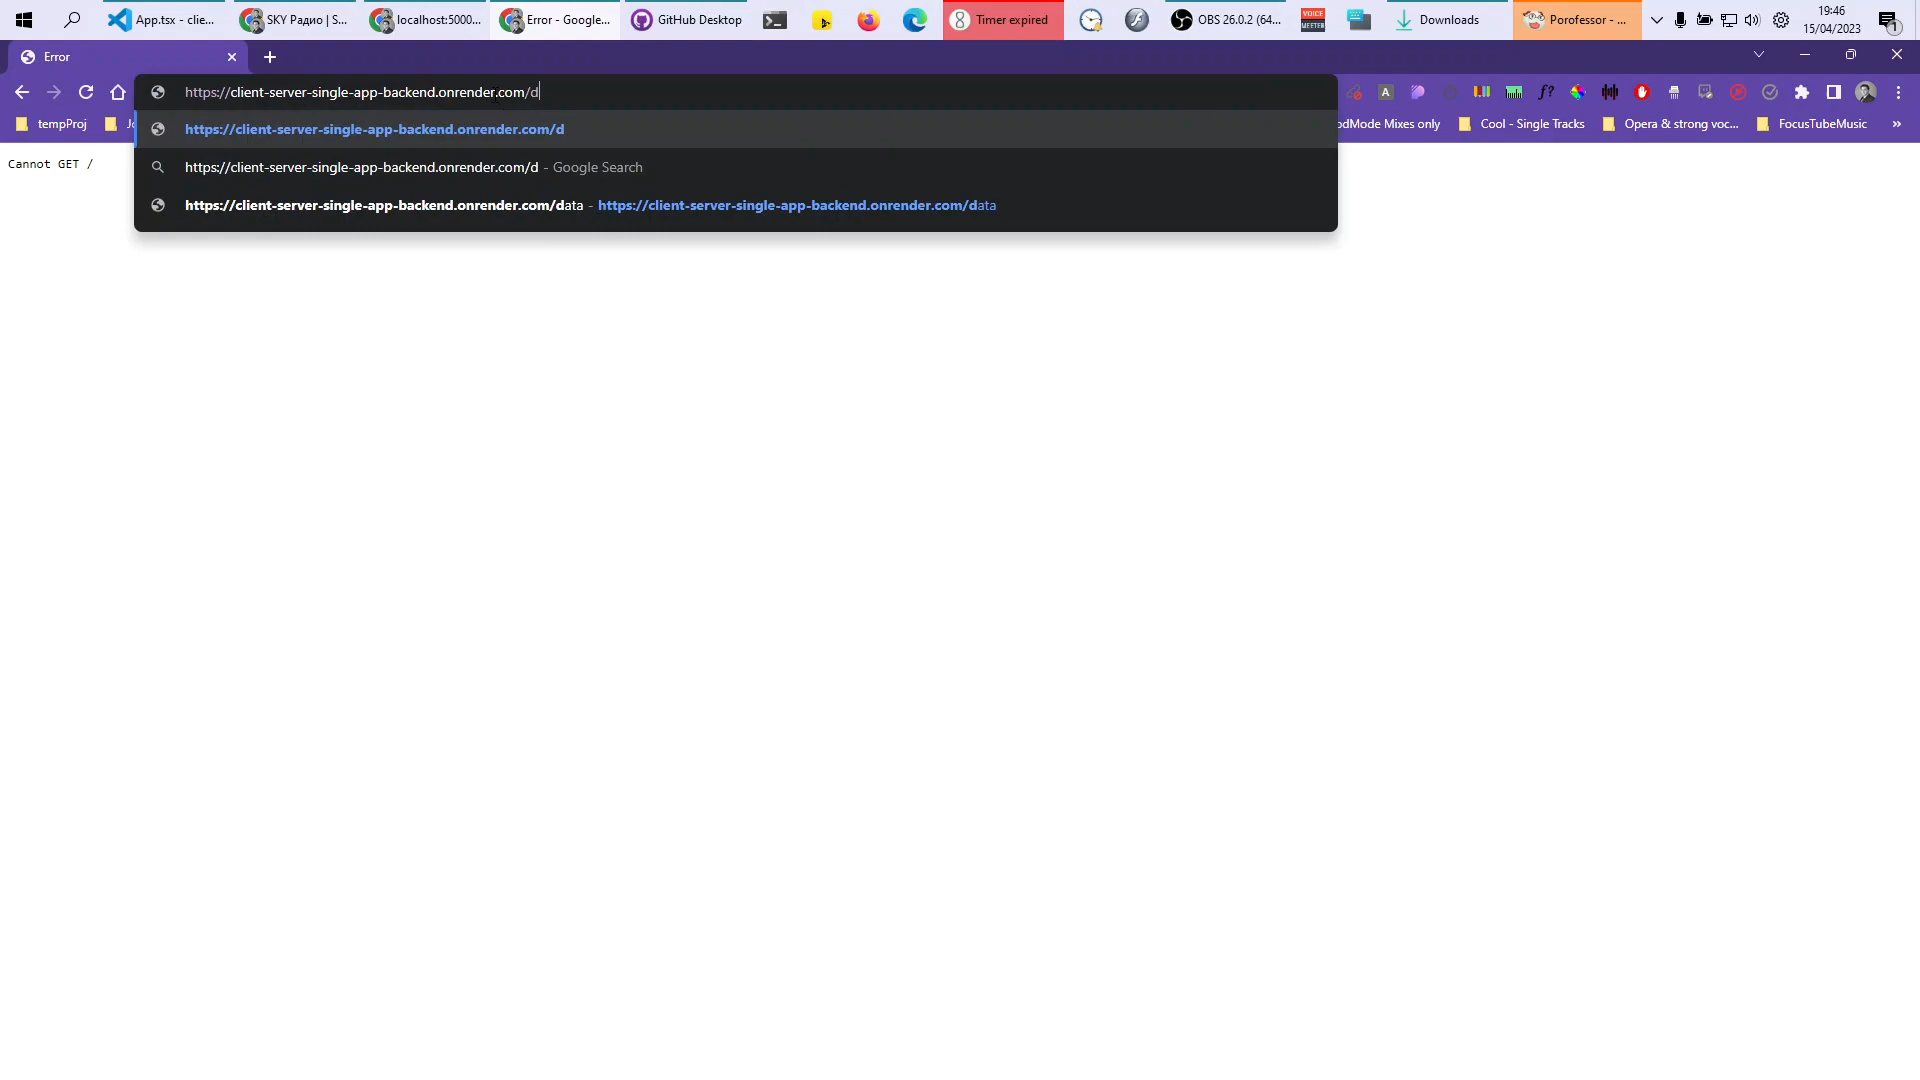 App.tsx - clie...
SKY Радио | S...
localhost:5000...
Error - Google...
GitHub Desktop
Timer expired
OBS 26.0.2 (64...
VOICE
MEETER
Downloads
Porofessor - ...
19:46
15/04/2023
1
Error
https://client-server-single-app-backend.onrender.com/d
tempProj
https://client-server-single-app-backend.onrender.com/d
dMode Mixes only
Cool - Single Tracks
Opera & strong voc...
FocusTubeMusic
Cannot GET /
https://client-server-single-app-backend.onrender.com/d - Google Search
https://client-server-single-app-backend.onrender.com/data - https://client-server-single-app-backend.onrender.com/data